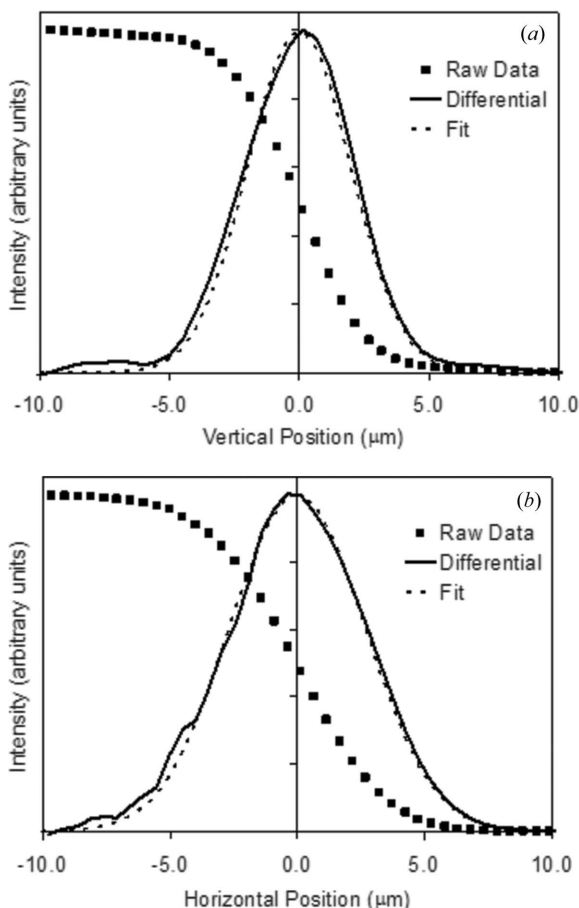 (a)
Raw Data
Differential
Fit
Intensity (arbitrary units)
-10.0 -5.0 0.0 5.0 10.0
Vertical Position (μm)
(b)
Raw Data
Differential
Fit
Intensity (arbitrary units)
-10.0 -5.0 0.0 5.0 10.0
Horizontal Position (μm)